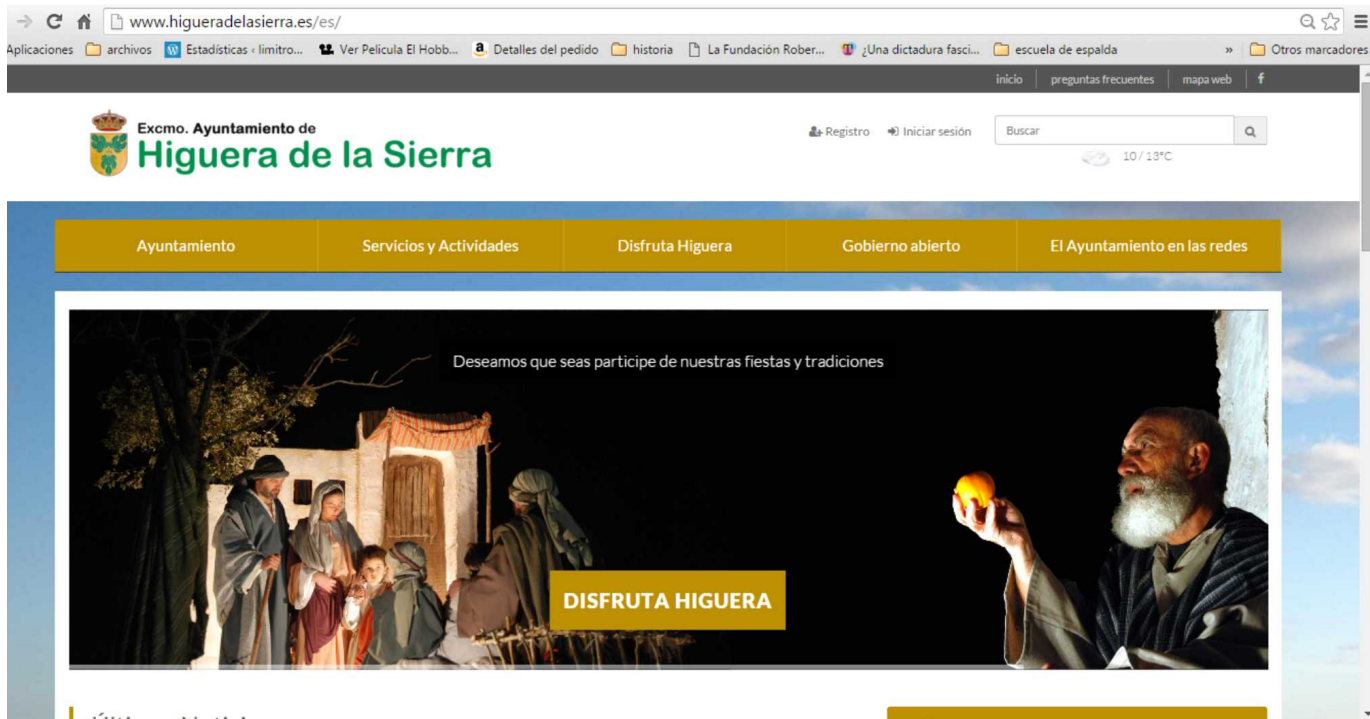 www.higueradelasierra.es/es/
Aplicaciones archivos Estadísticas ‹ limitro... Ver Película El Hobb... Detalles del pedido historia La Fundación Rober... ¿Una dictadura fasci... escuela de espalda » Otros marcadores
inicio preguntas frecuentes mapa web f
Excmo. Ayuntamiento de
Higuera de la Sierra
Registro Iniciar sesión Buscar
10 / 13°C
Ayuntamiento Servicios y Actividades Disfruta Higuera Gobierno abierto El Ayuntamiento en las redes
Deseamos que seas participe de nuestras fiestas y tradiciones
DISFRUTA HIGUERA